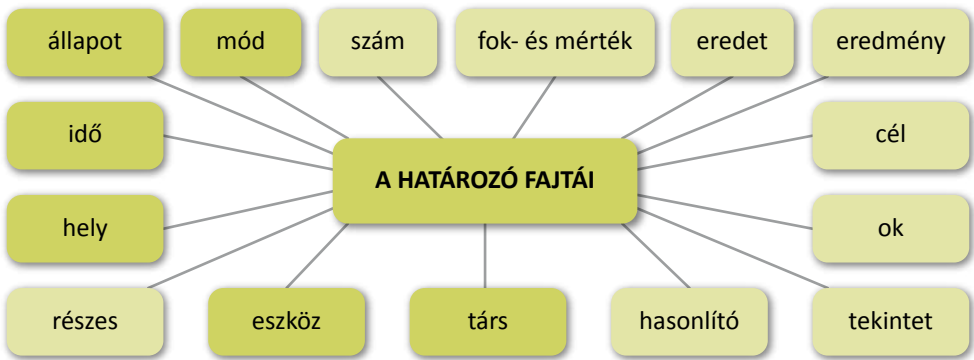 állapot
mód
szám
fok- és mérték
eredet
eredmény
idő
cél
A HATÁROZÓ FAJTÁI
hely
ok
részes
eszköz
társ
hasonlító
tekintet